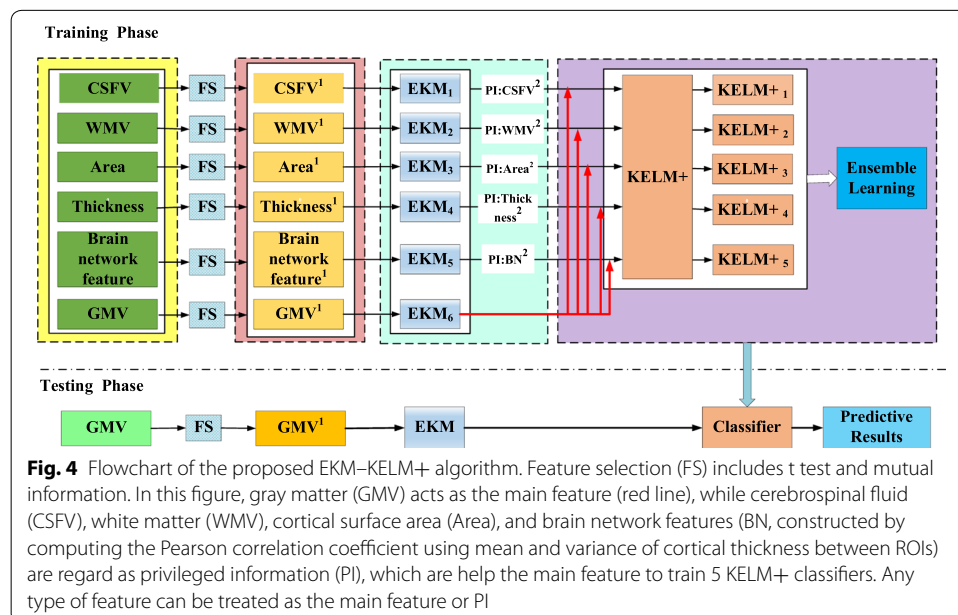 Training Phase
CSFV FS CSFV¹ EKM₁ PI:CSFV² KELM+ ₁
WMV FS WMV¹ EKM₂ PI:WMV² KELM+ ₂
Area FS Area¹ EKM₃ PI:Area² KELM+ KELM+ ₃ Ensemble
Learning
Thickness FS Thickness¹ EKM₄ PI:Thick
ness² KELM+ ₄
Brain
network
feature FS Brain
network
feature¹ EKM₅ PI:BN² KELM+ ₅
GMV FS GMV¹ EKM₆
Testing Phase
GMV FS GMV¹ EKM Classifier Predictive
Results
Fig. 4 Flowchart of the proposed EKM–KELM+ algorithm. Feature selection (FS) includes t test and mutual
information. In this figure, gray matter (GMV) acts as the main feature (red line), while cerebrospinal fluid
(CSFV), white matter (WMV), cortical surface area (Area), and brain network features (BN, constructed by
computing the Pearson correlation coefficient using mean and variance of cortical thickness between ROIs)
are regard as privileged information (PI), which are help the main feature to train 5 KELM+ classifiers. Any
type of feature can be treated as the main feature or PI